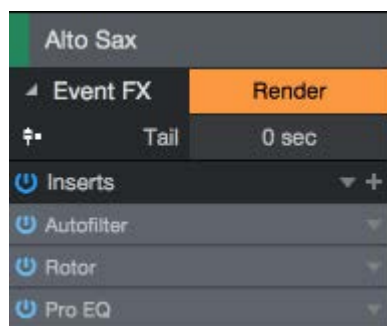 Alto Sax
Event FX Render
Tail 0 sec
Inserts
Autofilter
Rotor
Pro EQ